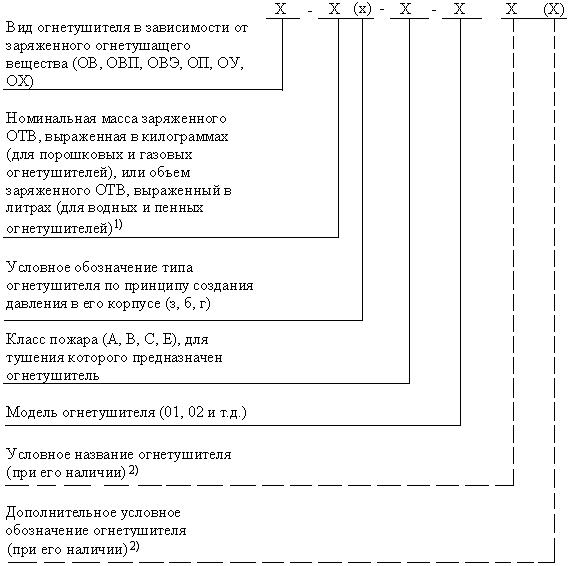 X - X (x) - X - X X (X)
Вид огнетушителя в зависимости от
заряженного огнетушащего
вещества (ОВ, ОВП, ОВЭ, ОП, ОУ,
ОХ)
Номинальная масса заряженного
ОТВ, выраженная в килограммах
(для порошковых и газовых
огнетушителей), или объем
заряженного ОТВ, выраженный в
литрах (для водных и пенных
огнетушителей)1)
Условное обозначение типа
огнетушителя по принципу создания
давления в его корпусе (з, б, г)
Класс пожара (А, В, С, Е), для
тушения которого предназначен
огнетушитель
Модель огнетушителя (01, 02 и т.д.)
Условное название огнетушителя
(при его наличии)2)
Дополнительное условное
обозначение огнетушителя
(при его наличии)2)